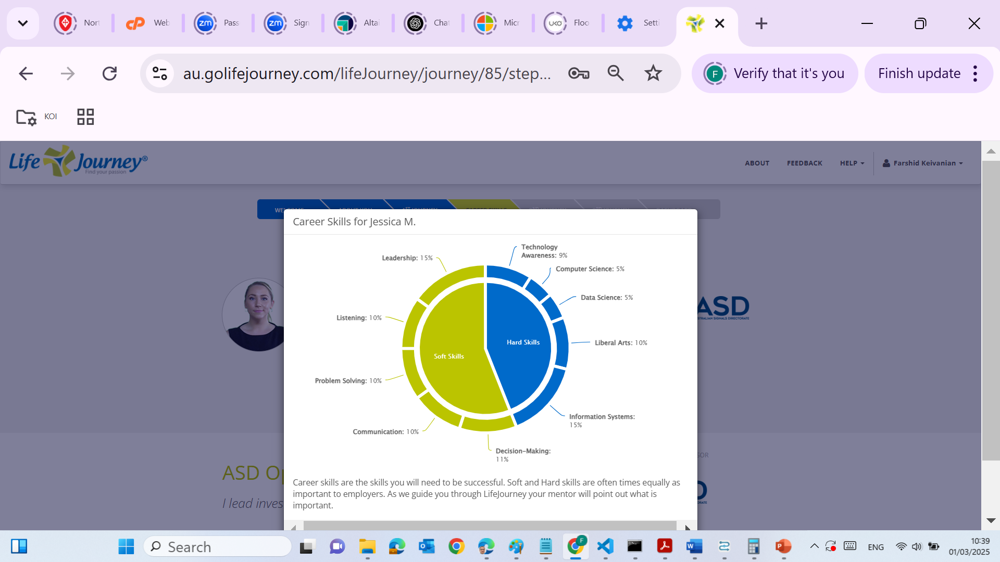 Nort
Web
Pass
Sign
Altai
Chat
Micr
Floo
Setti
au.golifejourney.com/lifeJourney/journey/85/step...
Verify that it's you
Finish update
KOI
Life Journey®
Find your passion
ABOUT
FEEDBACK
HELP
Farshid Keivanian
Career Skills for Jessica M.
Technology
Awareness: 9%
Leadership: 15%
Computer Science: 5%
Data Science: 5%
ASD
Listening: 10%
Hard Skills
Liberal Arts: 10%
Soft Skills
Problem Solving: 10%
Information Systems:
15%
Communication: 10%
Decision-Making:
11%
ASD Op
I lead inves
Career skills are the skills you will need to be successful. Soft and Hard skills are often times equally as
important to employers. As we guide you through LifeJourney your mentor will point out what is
important.
Search
ENG
10:39
01/03/2025